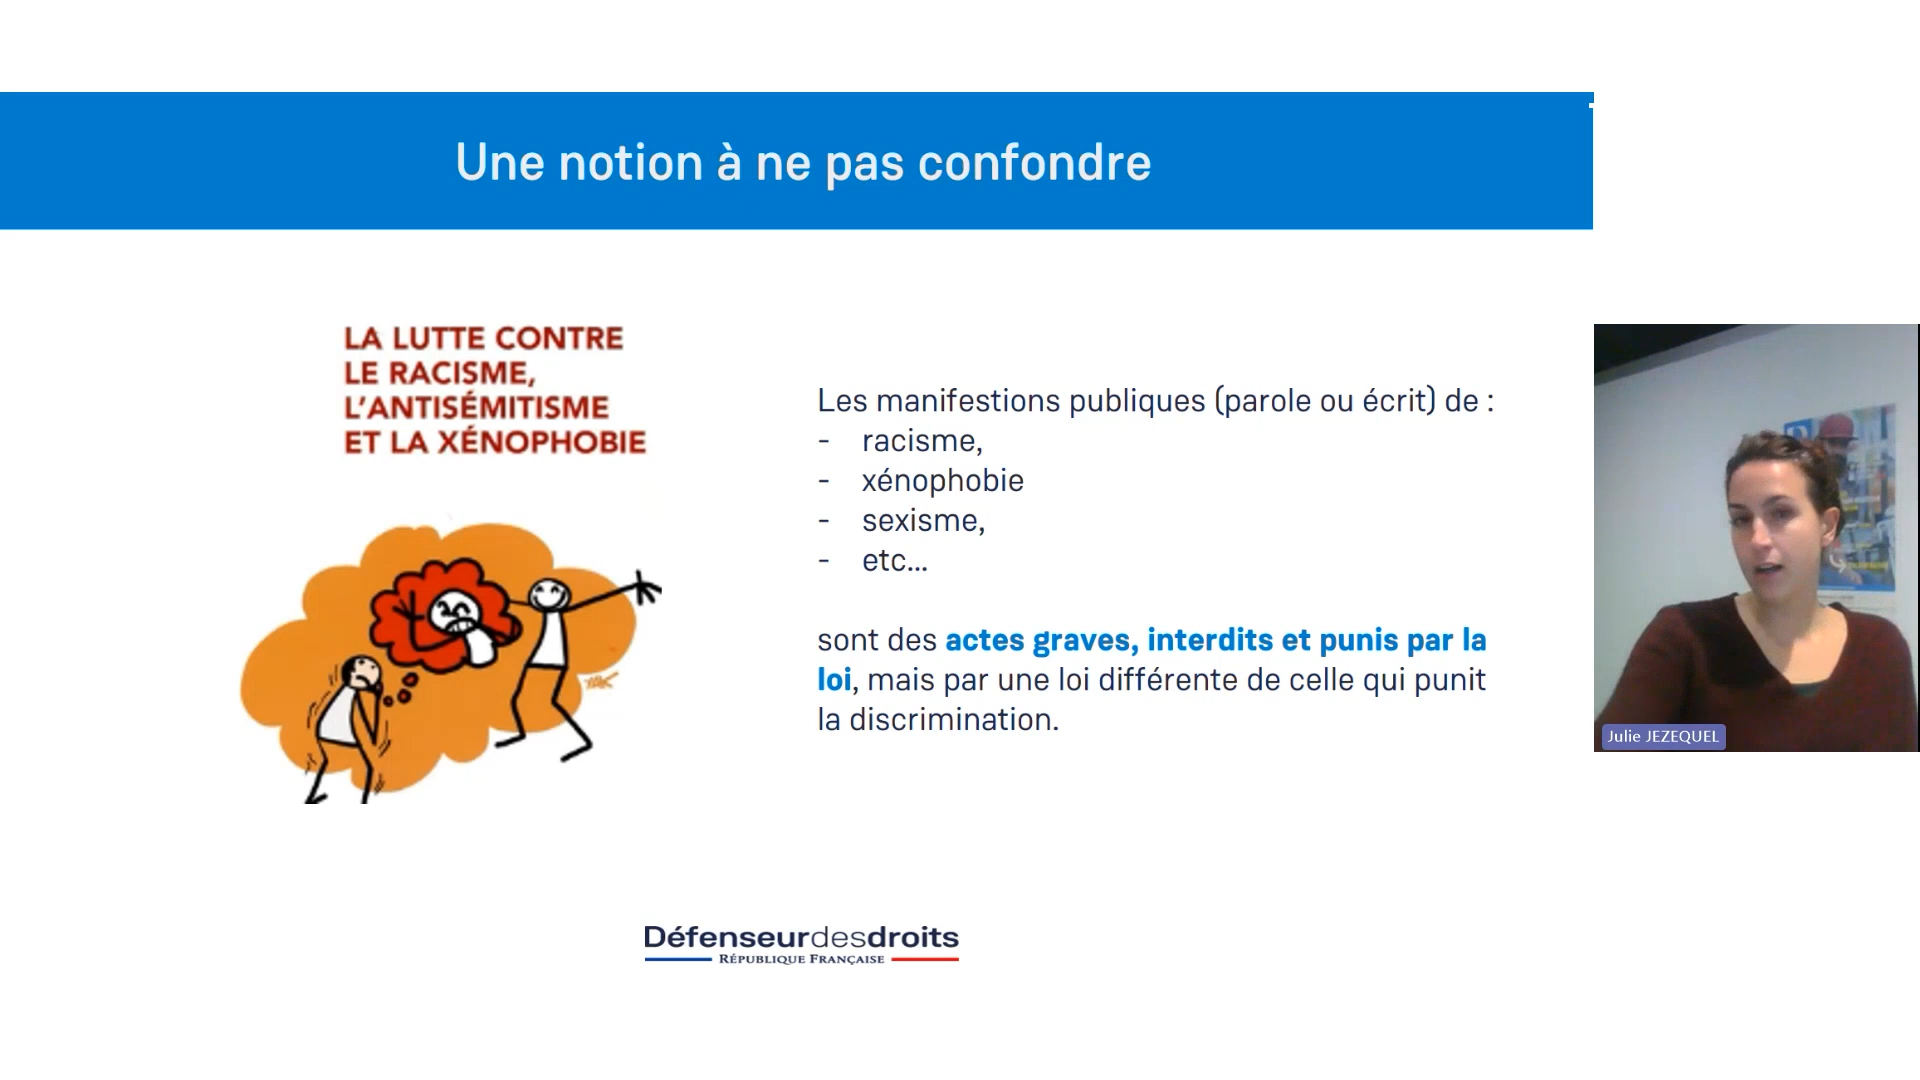 Une notion à ne pas confondre
LA LUTTE CONTRE
LE RACISME,
L'ANTISÉMITISME
ET LA XÉNOPHOBIE
Les manifestions publiques (parole ou écrit) de :
- racisme,
- xénophobie
- sexisme,
- etc...
sont des actes graves, interdits et punis par la
loi, mais par une loi différente de celle qui punit
la discrimination.
Julie JEZEQUEL
Défenseurdesdroits
RÉPUBLIQUE FRANÇAISE